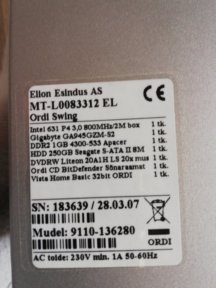 Elion Esindus AS
MT-L0083312 EL
Ordi Swing
Intel 631 P4 3,0 800MHz/2M box 1 tk.
Gigabyte GA945GZM-S2 1 tk.
DDR2 1GB 4300-533 Apacer 1 tk.
HDD 250GB Seagate S-ATA II 8M 1 tk.
DVDRW Liteon 20A1H LS 20x mus 1 tk.
Ordi CD BitDefender Sõnaraamat 1 tk.
Vista Home Basic 32bit ORDI 1 tk.
SN: 183639 / 28.03.07
Model: 9110-136280
ORDI
AC toide: 230V min. 1A 50-60Hz